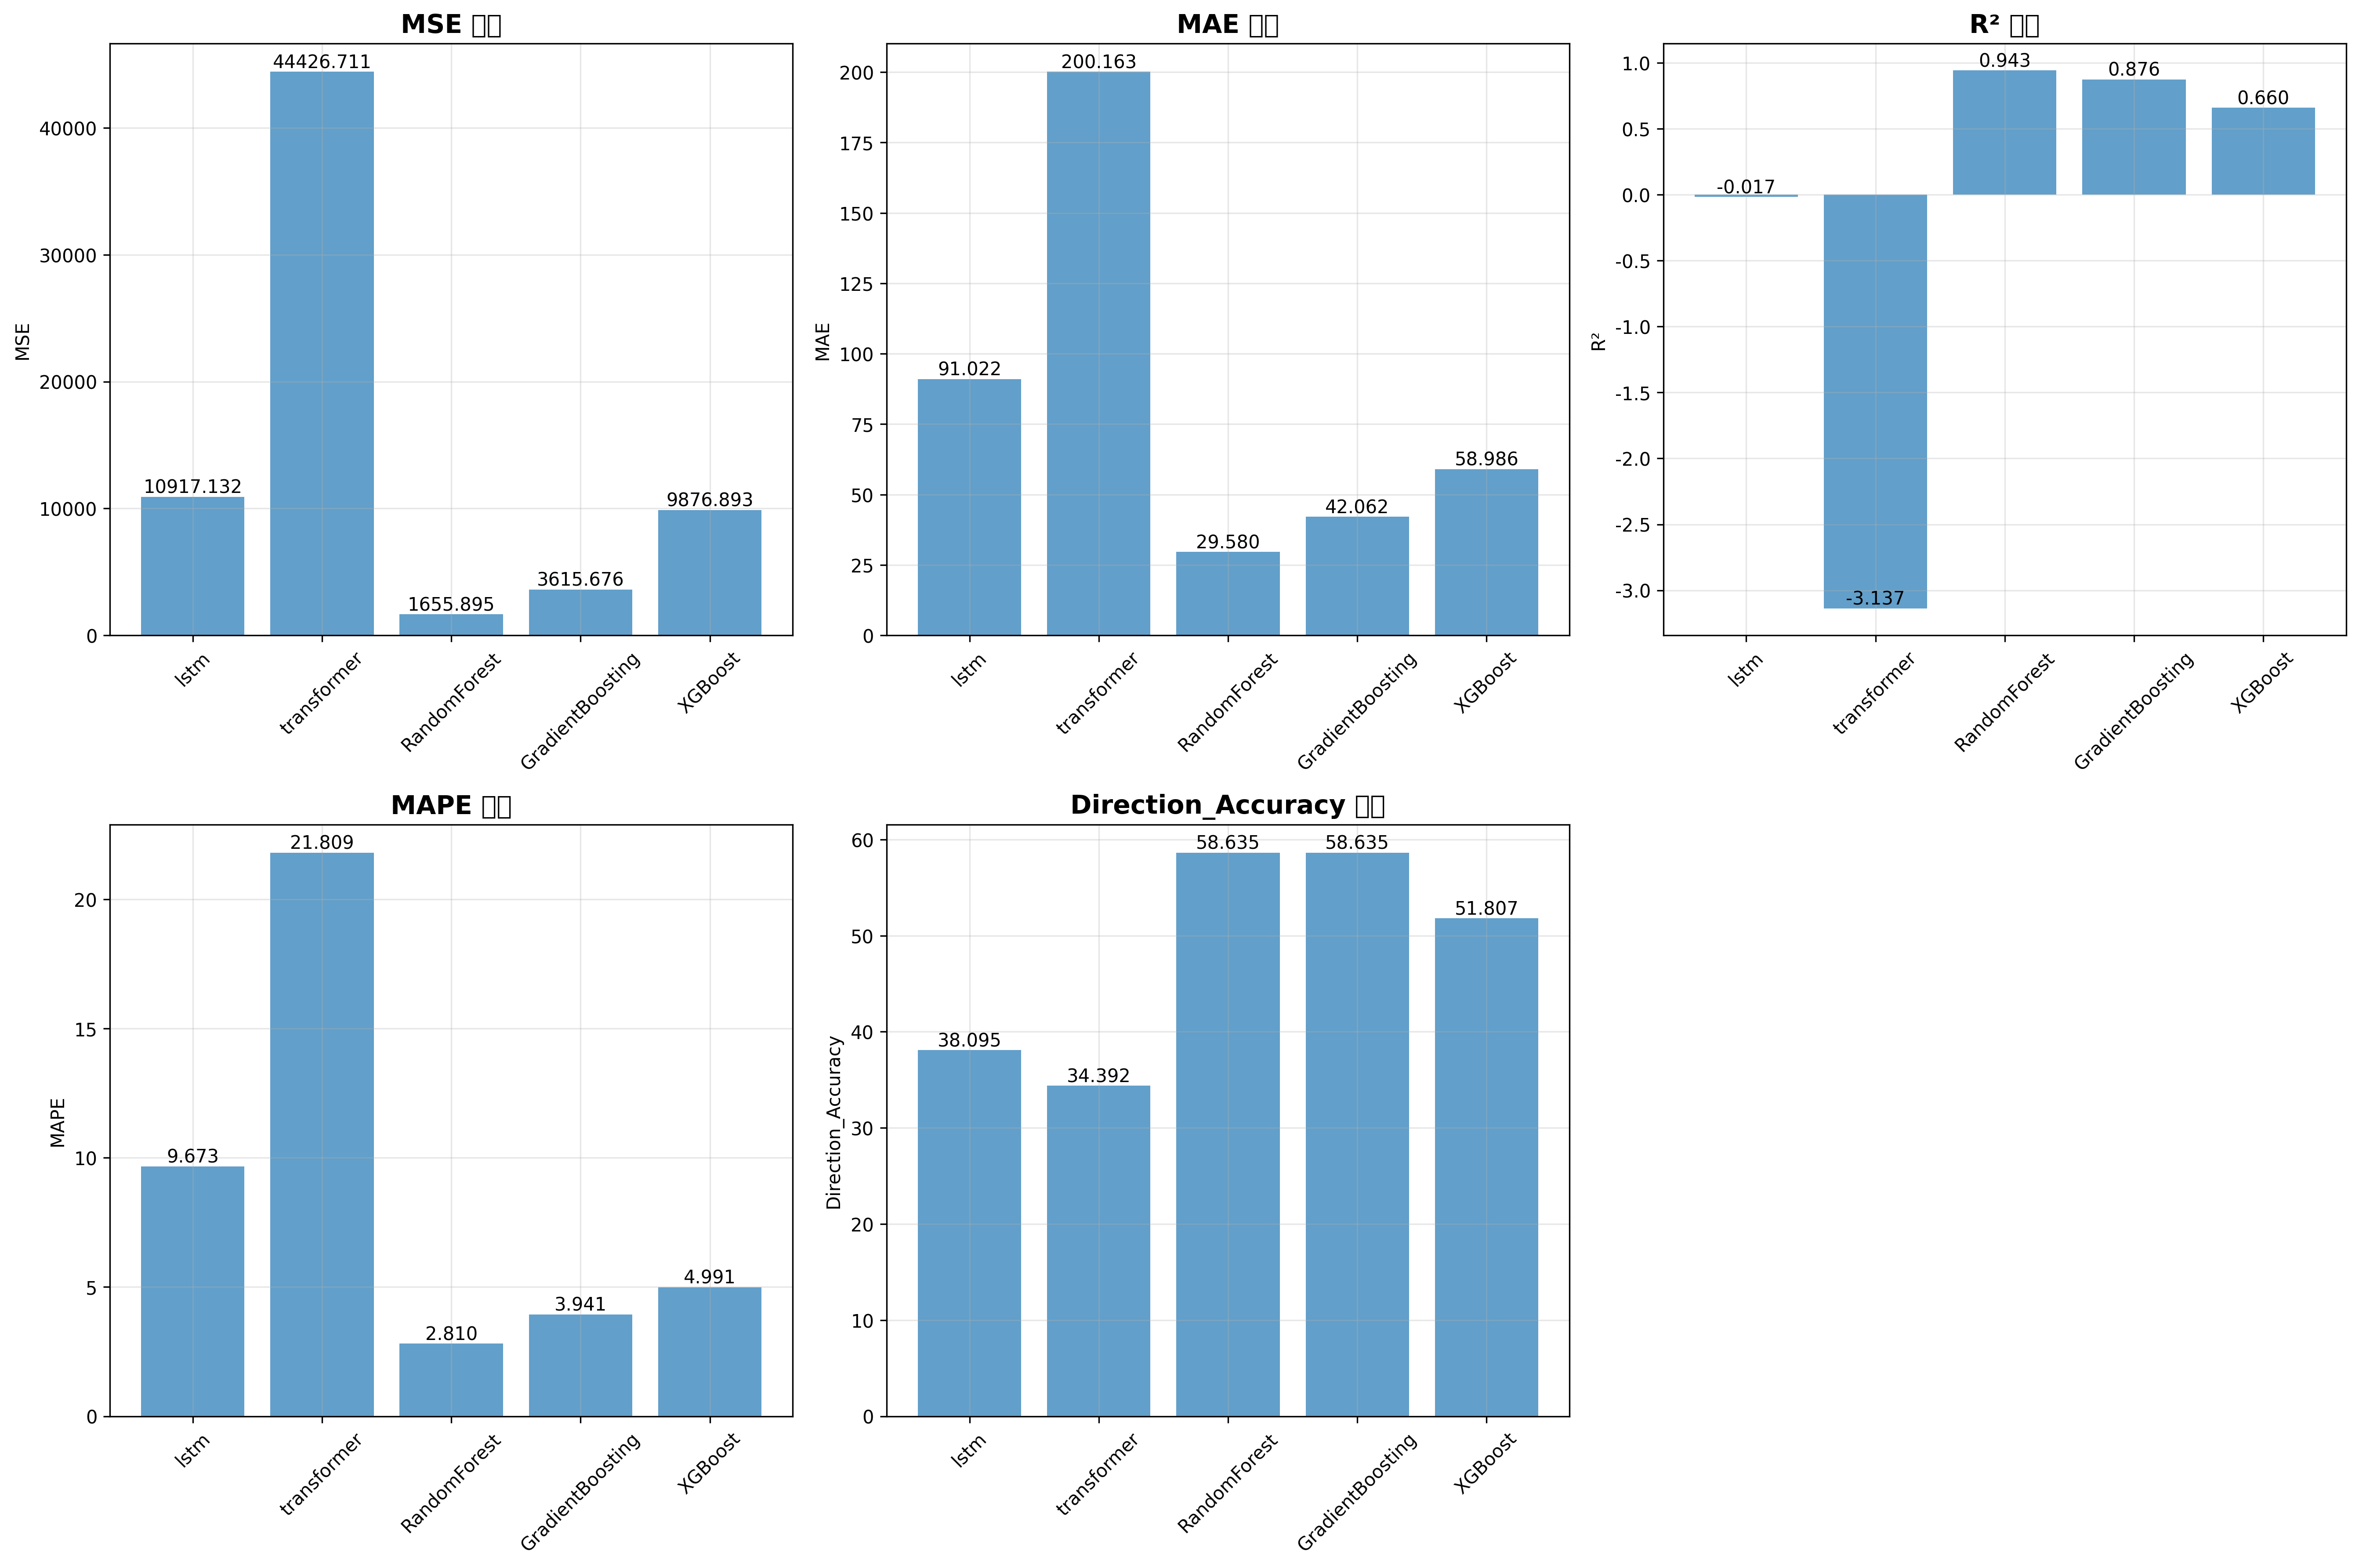 MSE
44426.711
10917.132
1655.895
3615.676
9876.893
40000
30000
20000
10000
0
MSE
lstm
transformer
RandomForest
GradientBoosting
XGBoost
MAE
200.163
91.022
29.580
42.062
58.986
200
175
150
125
100
75
50
25
0
MAE
lstm
transformer
RandomForest
GradientBoosting
XGBoost
R²
-0.017
-3.137
0.943
0.876
0.660
1.0
0.5
0.0
-0.5
-1.0
-1.5
-2.0
-2.5
-3.0
R²
lstm
transformer
RandomForest
GradientBoosting
XGBoost
MAPE
21.809
9.673
2.810
3.941
4.991
20
15
10
5
0
MAPE
lstm
transformer
RandomForest
GradientBoosting
XGBoost
Direction_Accuracy
38.095
34.392
58.635
58.635
51.807
60
50
40
30
20
10
0
Direction_Accuracy
lstm
transformer
RandomForest
GradientBoosting
XGBoost